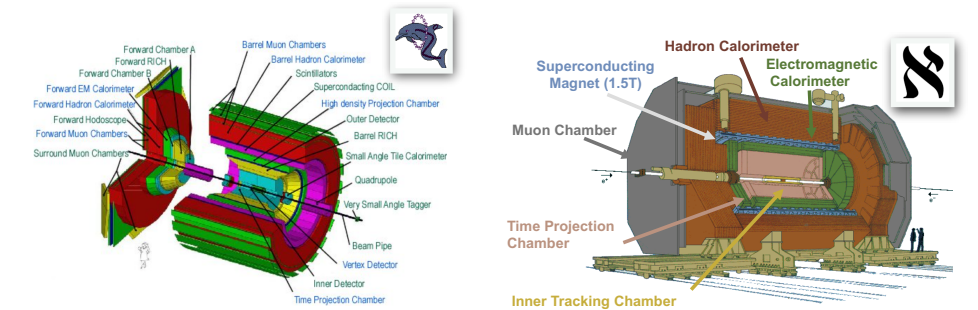 Forward Chamber A
Forward RICH
Forward Chamber B
Forward EM Calorimeter
Forward Hadron Calorimeter
Forward Hodoscope
Forward Muon Chambers
Surround Muon Chambers
Barrel Muon Chambers
Barrel Hadron Calorimeter
Scintillators
Superconducting COIL
High density Projection Chamber
Outer Detector
Barrel RICH
Small Angle Tile Calorimeter
Quadrupole
Very Small Angle Tagger
Beam Pipe
Vertex Detector
Inner Detector
Time Projection Chamber
Hadron Calorimeter
Superconducting
Magnet (1.5T)
Electromagnetic
Calorimeter
ℵ
Muon Chamber
Time Projection
Chamber
Inner Tracking Chamber